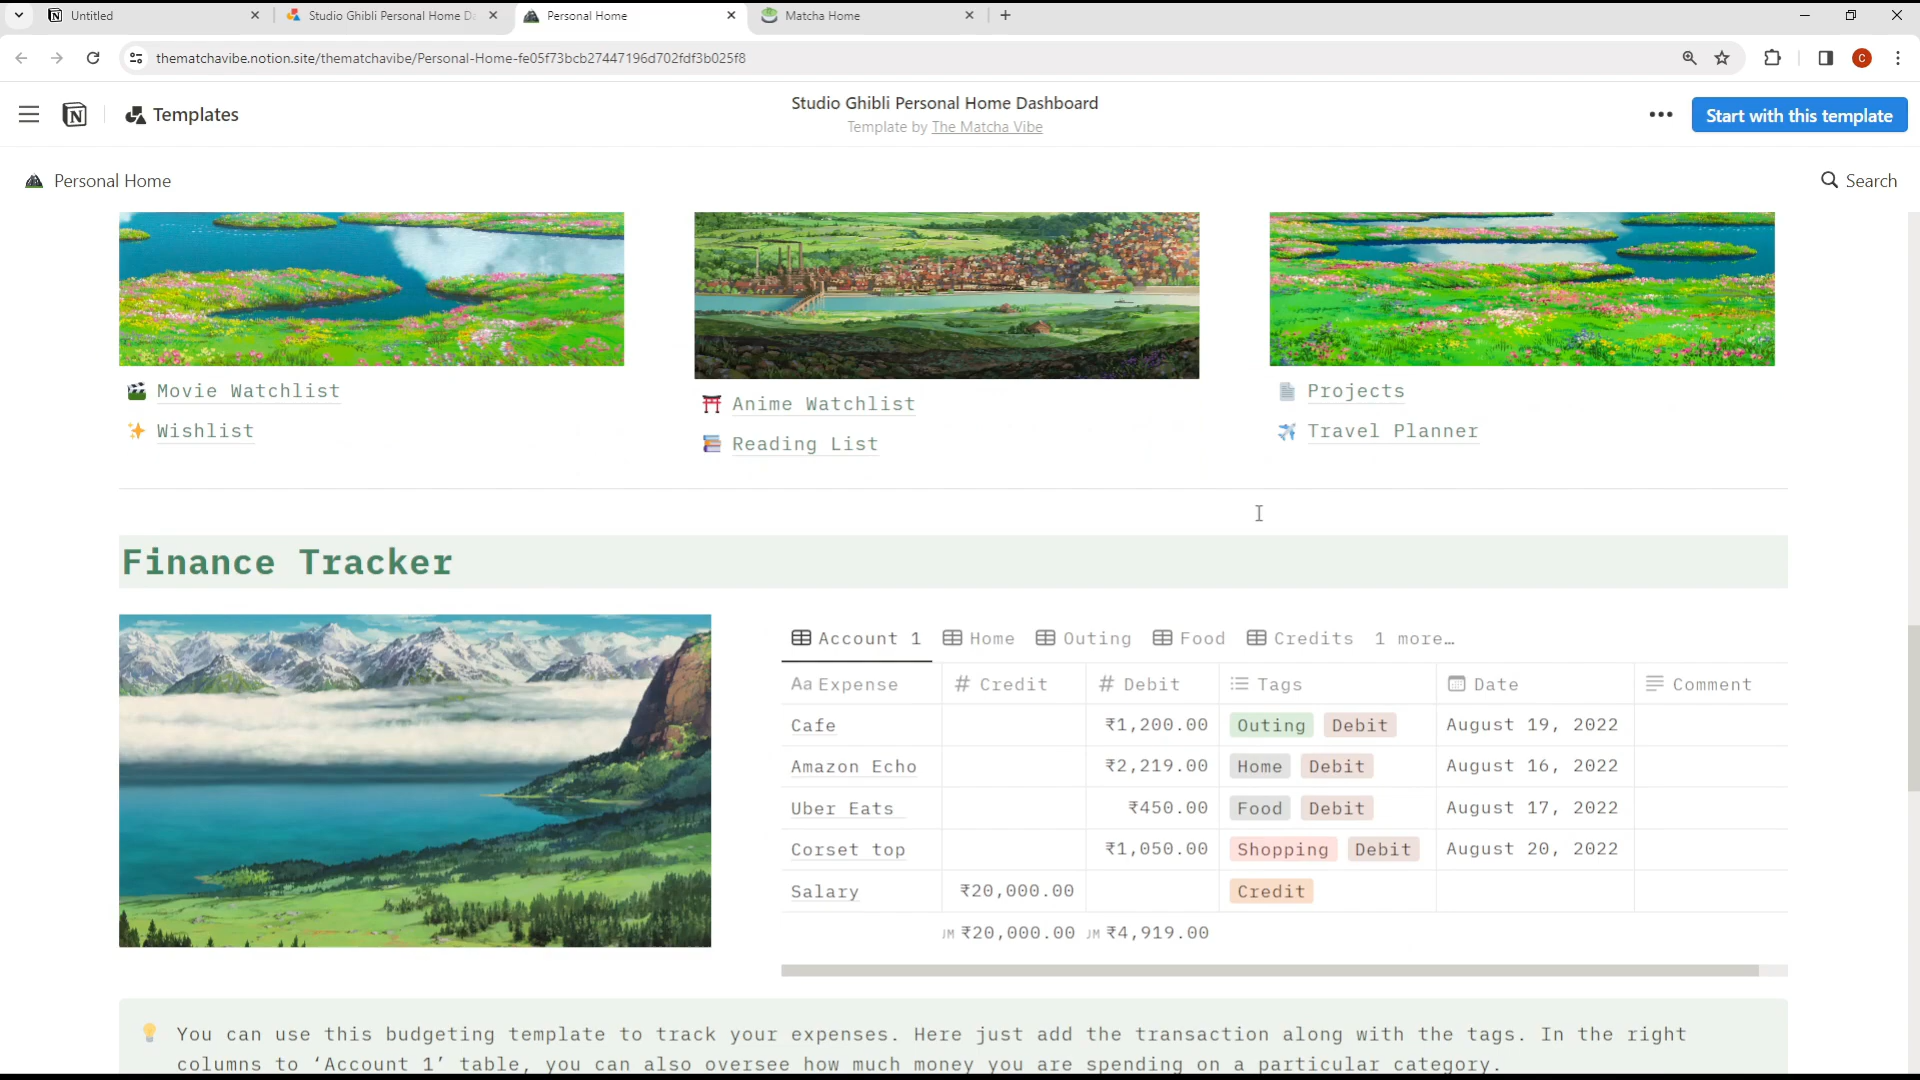 Untitled
Studio Ghibli Personal Home Da
Personal Home
Matcha Home
thematchavibe.notion.site/thematchavibe/Personal-Home-fe05f73bcb27447196d702fdf3b025f8
C
Templates
Studio Ghibli Personal Home Dashboard
Template by The Matcha Vibe
Start with this template
Personal Home
Search
Movie Watchlist
Wishlist
Anime Watchlist
Reading List
Projects
Travel Planner
Finance Tracker
Account 1 Home Outing Food Credits 1 more…
Aa Expense # Credit # Debit Tags Date Comment
Cafe ₹1,200.00 Outing Debit August 19, 2022
Amazon Echo ₹2,219.00 Home Debit August 16, 2022
Uber Eats ₹450.00 Food Debit August 17, 2022
Corset top ₹1,050.00 Shopping Debit August 20, 2022
Salary ₹20,000.00 Credit
UM ₹20,000.00 UM ₹4,919.00
You can use this budgeting template to track your expenses. Here just add the transaction along with the tags. In the right
columns to ‘Account 1’ table, you can also oversee how much money you are spending on a particular category.